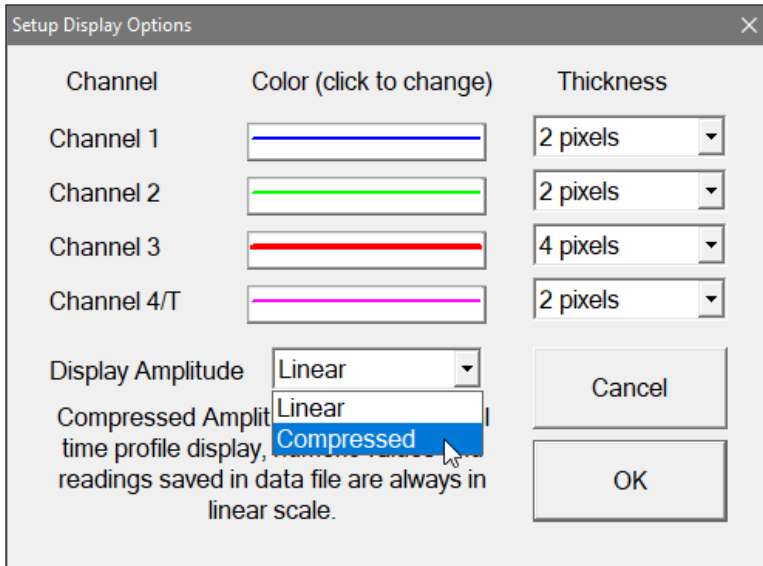 Setup Display Options
Channel Color (click to change) Thickness
Channel 1 2 pixels
Channel 2 2 pixels
Channel 3 4 pixels
Channel 4/T 2 pixels
Display Amplitude Linear
Linear
Compressed
Cancel
Compressed
time profile display,
readings saved in data file are always in
linear scale.
OK